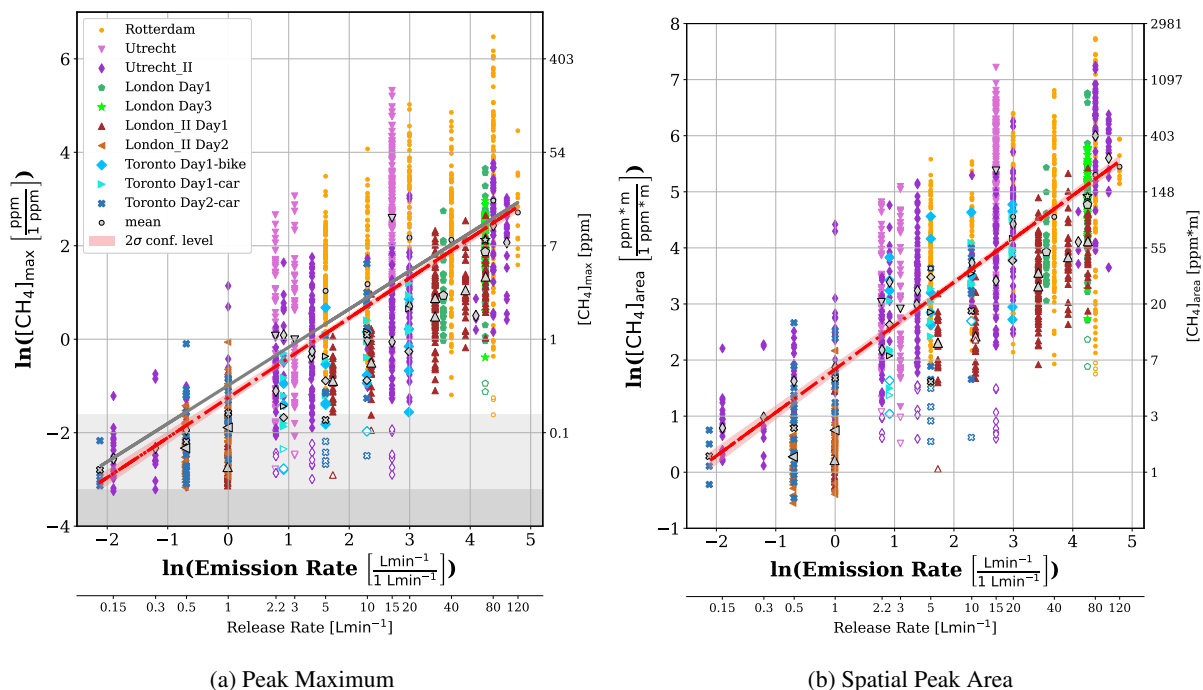 6
4
2
0
−2
−4
ln([CH₄]max [ppm / 1 ppm])
Rotterdam
Utrecht
Utrecht_II
London Day1
London Day3
London_II Day1
London_II Day2
Toronto Day1-bike
Toronto Day1-car
Toronto Day2-car
mean
2σ conf. level
403
54
7
1
0.1
[CH₄]max [ppm]
−2 −1 0 1 2 3 4 5
ln(Emission Rate [Lmin⁻¹ / 1 Lmin⁻¹])
0.15 0.3 0.5 1 2.2 3 5 10 15 20 40 80 120
Release Rate [Lmin⁻¹]
(a) Peak Maximum
8
7
6
5
4
3
2
1
0
−1
ln([CH₄]area [ppm*m / 1 ppm*m])
2981
1097
403
148
55
20
7
3
1
[CH₄]area [ppm*m]
−2 −1 0 1 2 3 4 5
ln(Emission Rate [Lmin⁻¹ / 1 Lmin⁻¹])
0.15 0.3 0.5 1 2.2 3 5 10 15 20 40 80 120
Release Rate [Lmin⁻¹]
(b) Spatial Peak Area